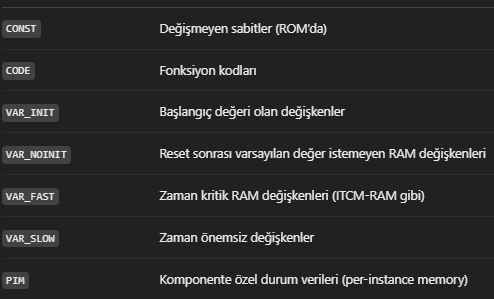 CONST Değişmeyen sabitler (ROM'da)
CODE Fonksiyon kodları
VAR_INIT Başlangıç değeri olan değişkenler
VAR_NOINIT Reset sonrası varsayılan değer istemeyen RAM değişkenleri
VAR_FAST Zaman kritik RAM değişkenleri (ITCM-RAM gibi)
VAR_SLOW Zaman önemsiz değişkenler
PIM Komponente özel durum verileri (per-instance memory)